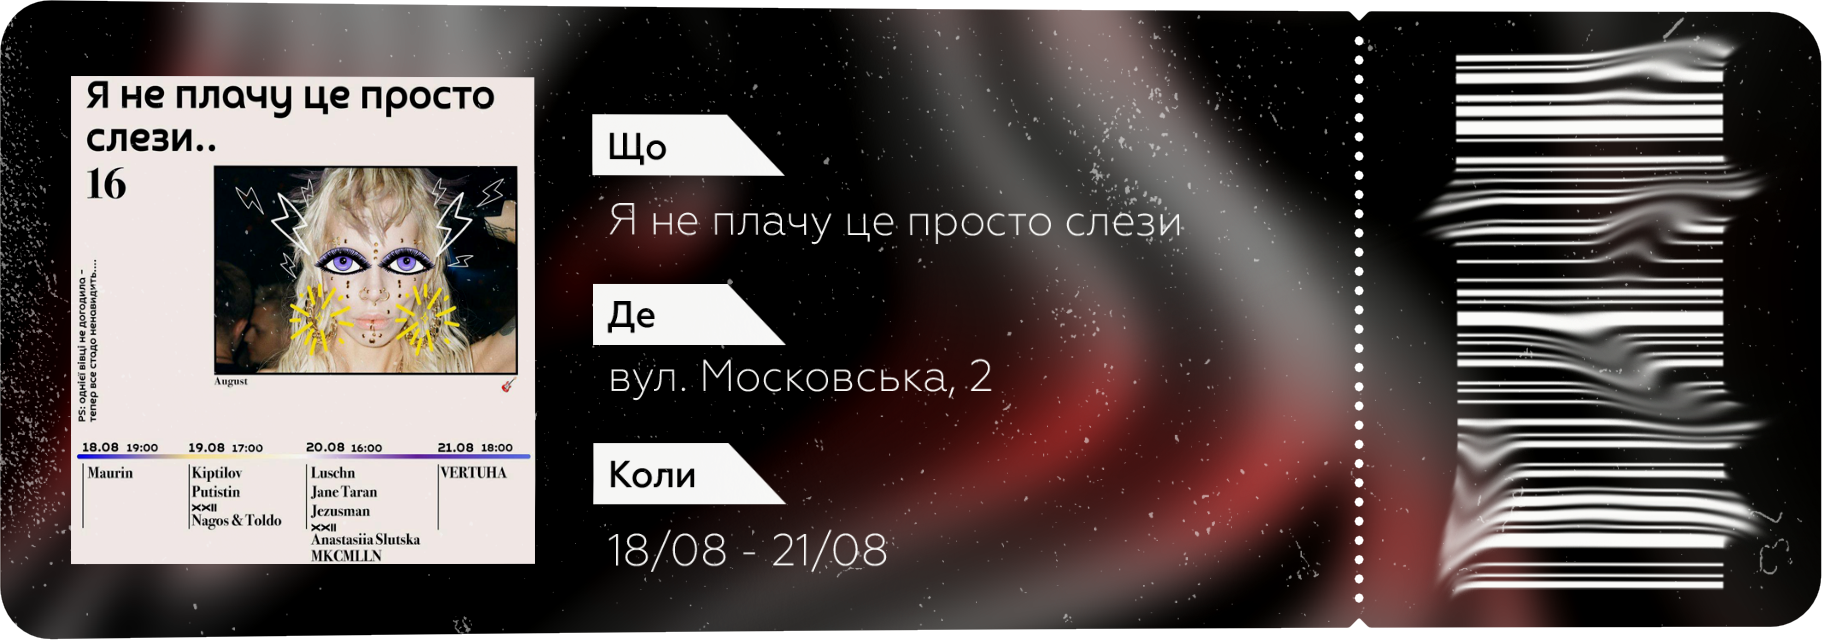 Я не плачу це просто
слези..
16
August
PS: однієї вівці не догодило -
тепер все стадо ненавидить....
18.08 19:00
Maurin
19.08 17:00
Kiptilov
Putistin
XXII
Nagos & Toldo
20.08 16:00
Luschn
Jane Taran
Jezusman
XXII
Anastasiia Slutska
MKCMLLN
21.08 18:00
VERTUHA
Що
Я не плачу це просто слези
Де
вул. Московська, 2
Коли
18/08 - 21/08